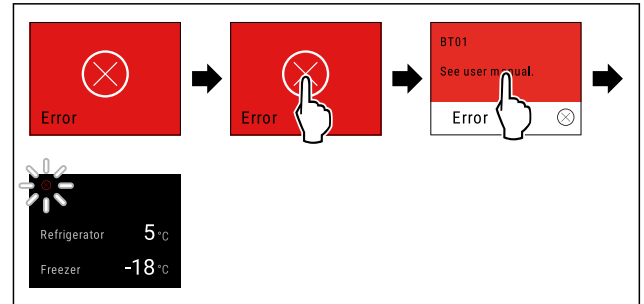 Error
Error
BT01
See user manual.
Error
Refrigerator 5 °C
Freezer -18 °C